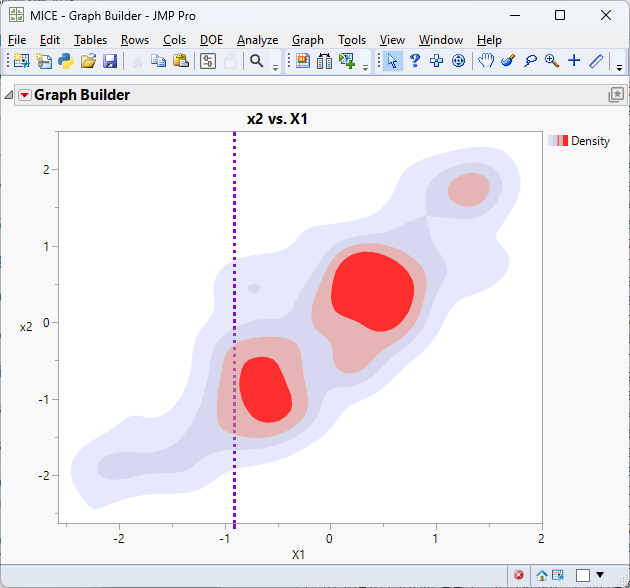 MICE - Graph Builder - JMP Pro
File Edit Tables Rows Cols DOE Analyze Graph Tools View Window Help
Graph Builder
x2 vs. X1
Density
2
1
0
-1
-2
x2
-2 -1 0 1 2
X1